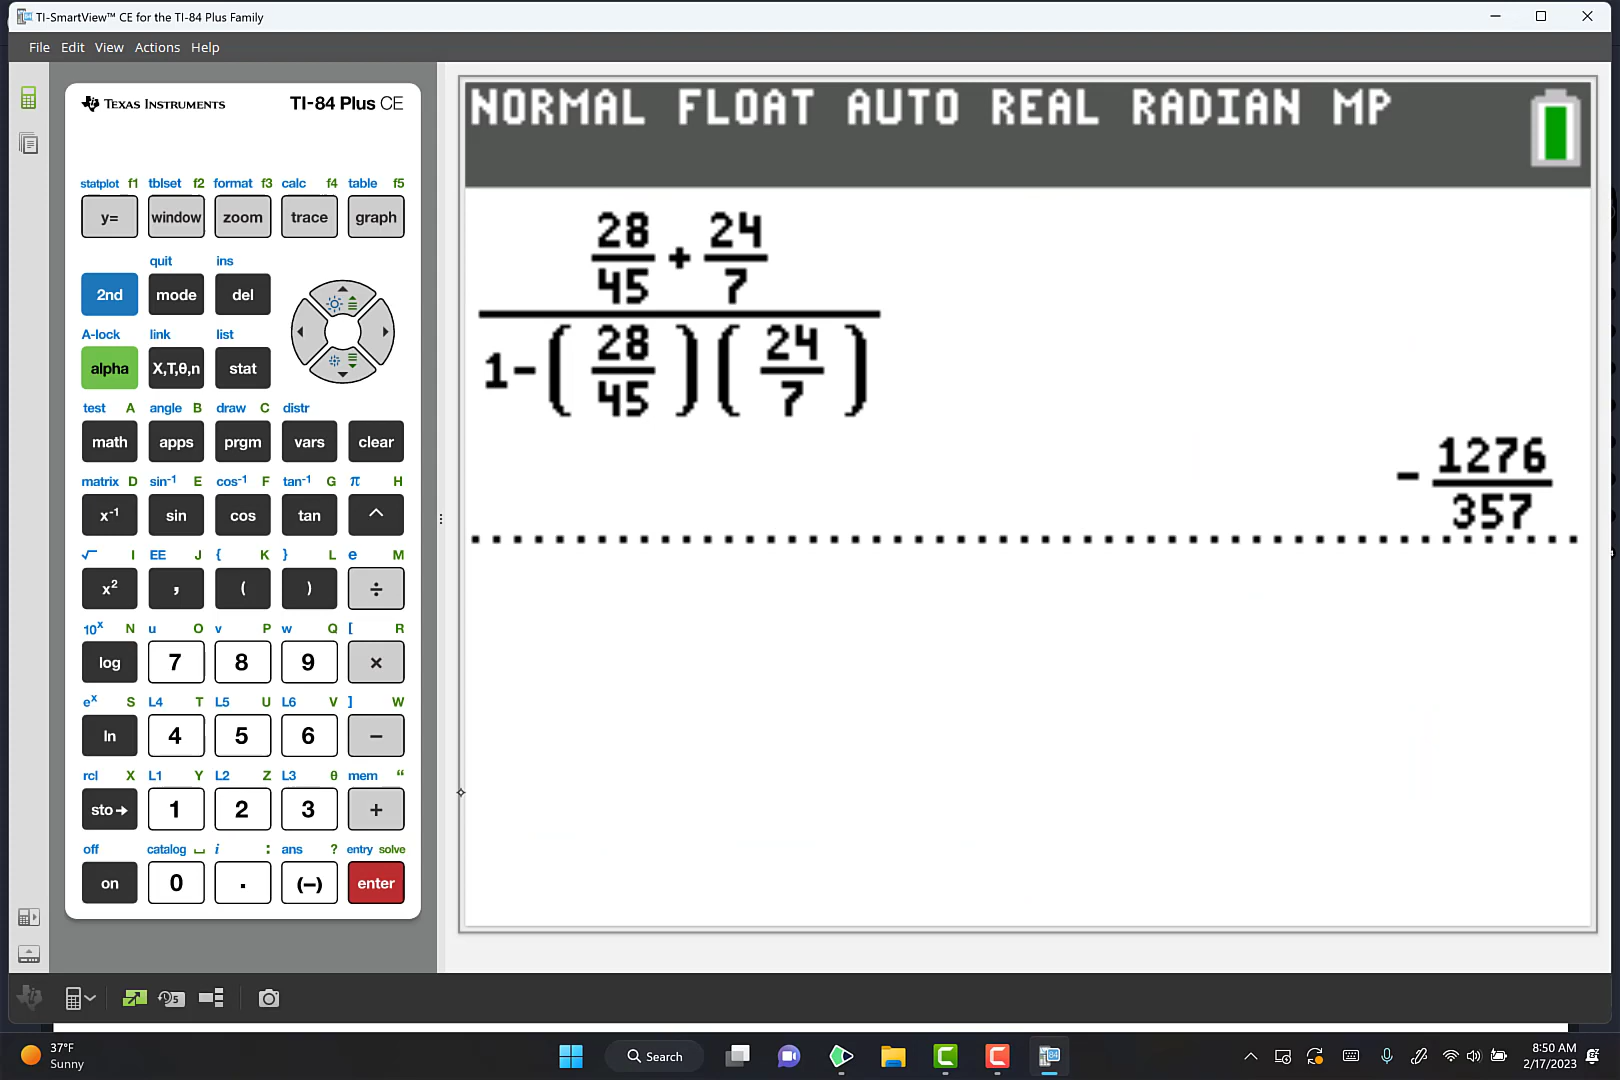 TI-SmartView™ CE for the TI-84 Plus Family
File Edit View Actions Help
TEXAS INSTRUMENTS TI-84 Plus CE
statplot f1 tblset f2 format f3 calc f4 table f5
y= window zoom trace graph
quit ins
2nd mode del
A-lock link list
alpha X,T,θ,n stat
test A angle B draw C distr
math apps prgm vars clear
matrix D sin⁻¹ E cos⁻¹ F tan⁻¹ G π H
x⁻¹ sin cos tan ^
√ I EE J { K } L e M
x² , ( ) ÷
10ˣ N u O v P w Q [ R
log 7 8 9 ×
eˣ S L4 T L5 U L6 V ] W
ln 4 5 6 −
rcl X L1 Y L2 Z L3 θ mem “
sto→ 1 2 3 +
off catalog ⎵ i : ans ? entry solve
on 0 . (−) enter
NORMAL FLOAT AUTO REAL RADIAN MP
28 24
+
45 7
28 24
1-( )( )
45 7
1276
-
357
37°F
Sunny
Search
84
8:50 AM
2/17/2023